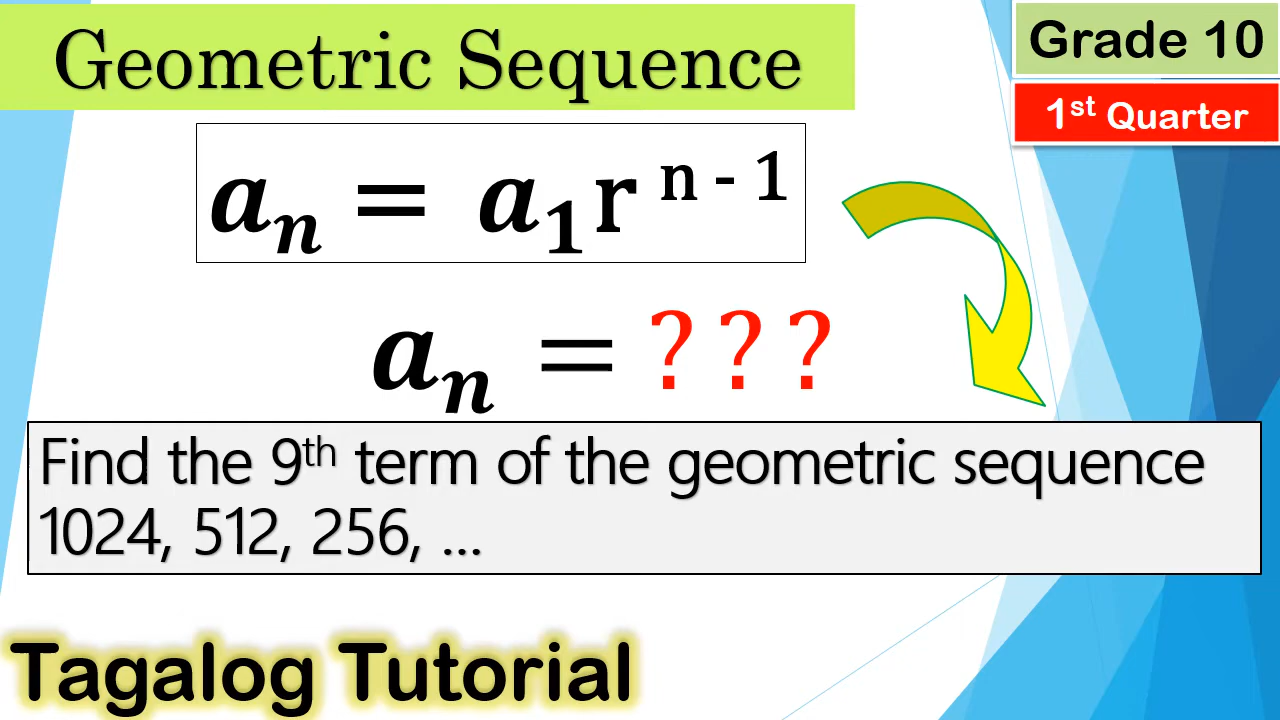 Geometric Sequence
Grade 10
1st Quarter
aₙ = a₁ r ⁿ ⁻ ¹
aₙ = ? ? ?
Find the 9th term of the geometric sequence
1024, 512, 256, ...
Tagalog Tutorial